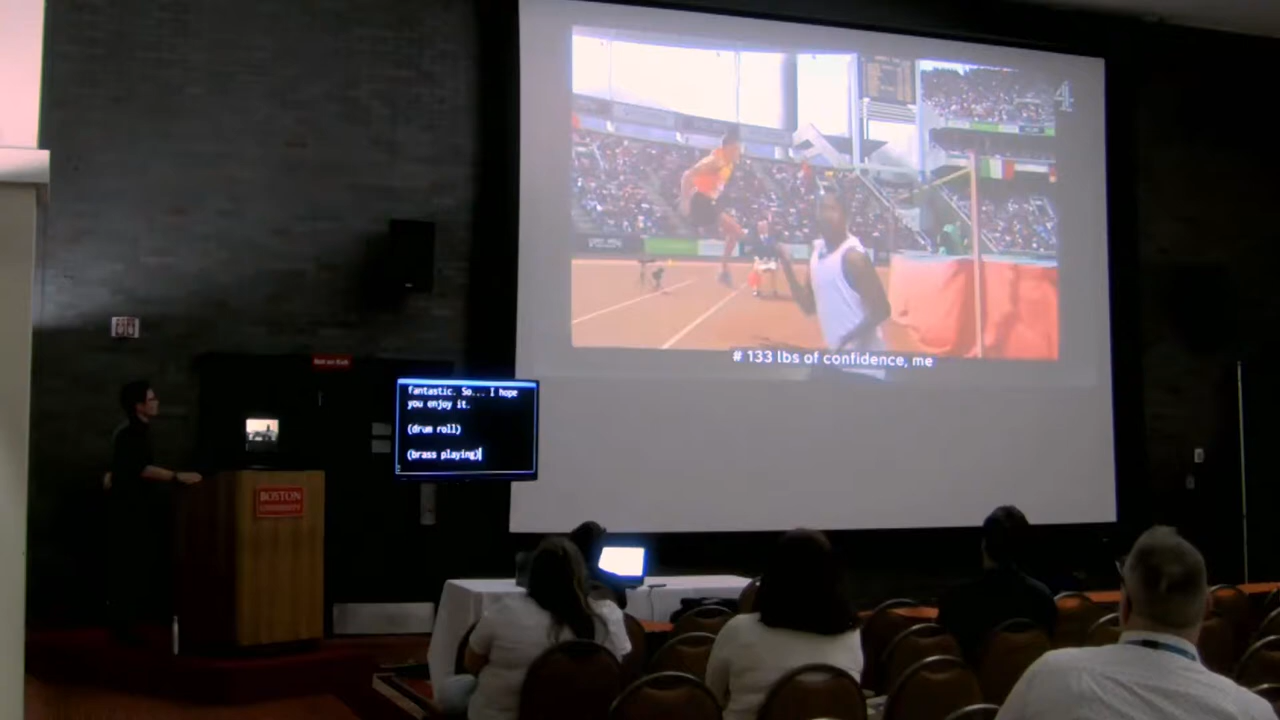 4
# 133 lbs of confidence, me
fantastic. So... I hope
you enjoy it.
(drum roll)
(brass playing)
BOSTON
UNIVERSITY